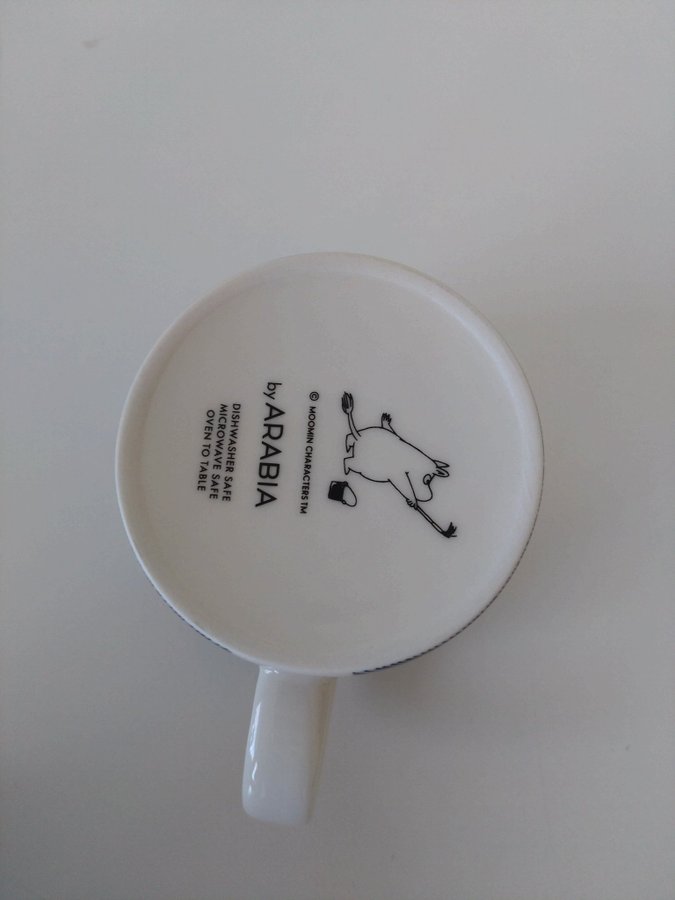 © MOOMIN CHARACTERS TM
by ARABIA
DISHWASHER SAFE
MICROWAVE SAFE
OVEN TO TABLE